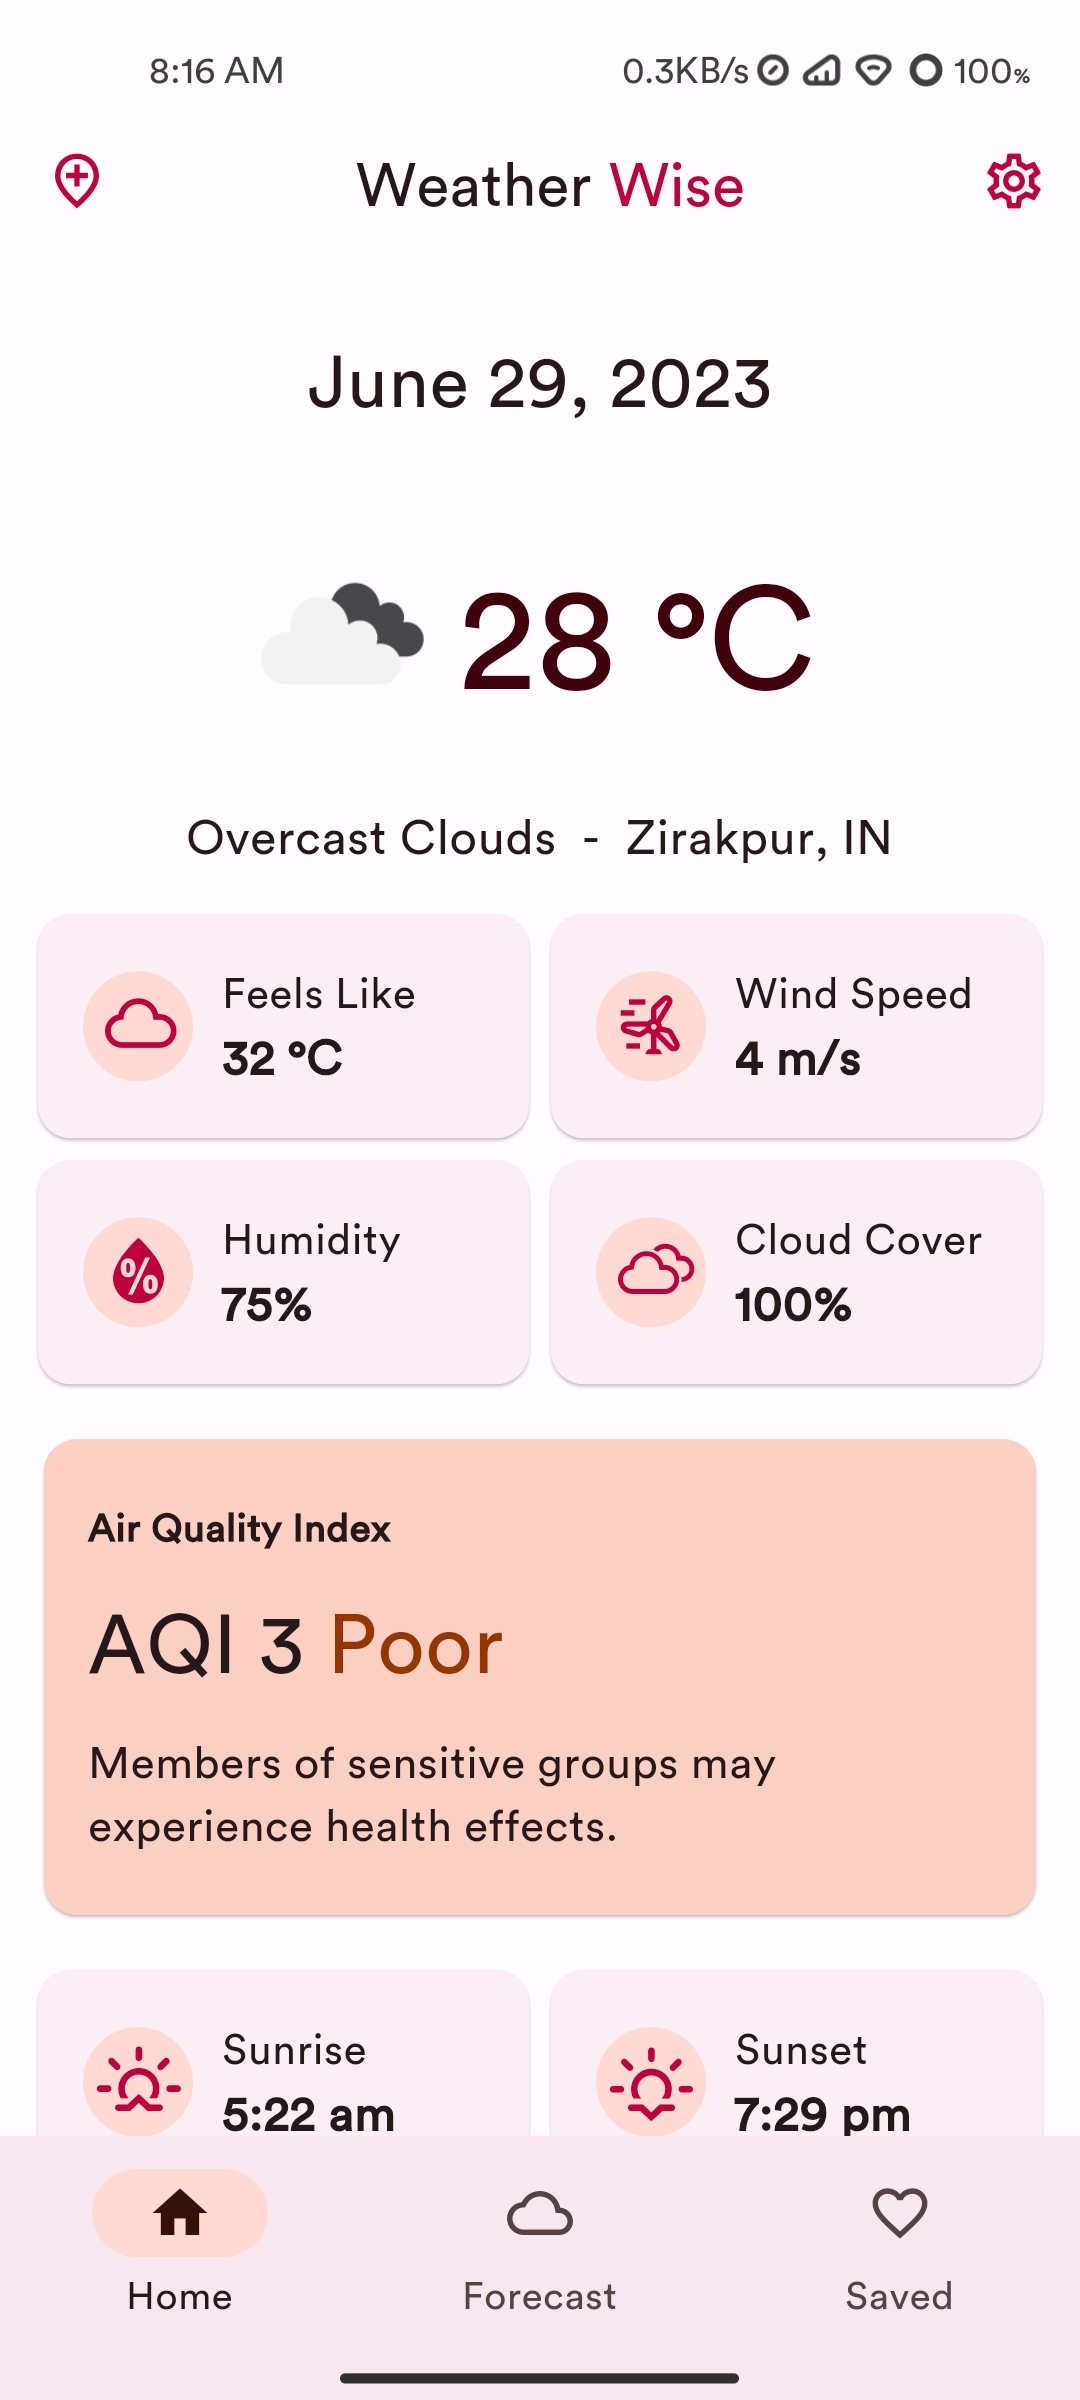 8:16 AM 0.3KB/s 100%
Weather Wise
June 29, 2023
28 °C
Overcast Clouds - Zirakpur, IN
Feels Like
32 °C
Wind Speed
4 m/s
Humidity
75%
Cloud Cover
100%
Air Quality Index
AQI 3 Poor
Members of sensitive groups may
experience health effects.
Sunrise
5:22 am
Sunset
7:29 pm
Home Forecast Saved